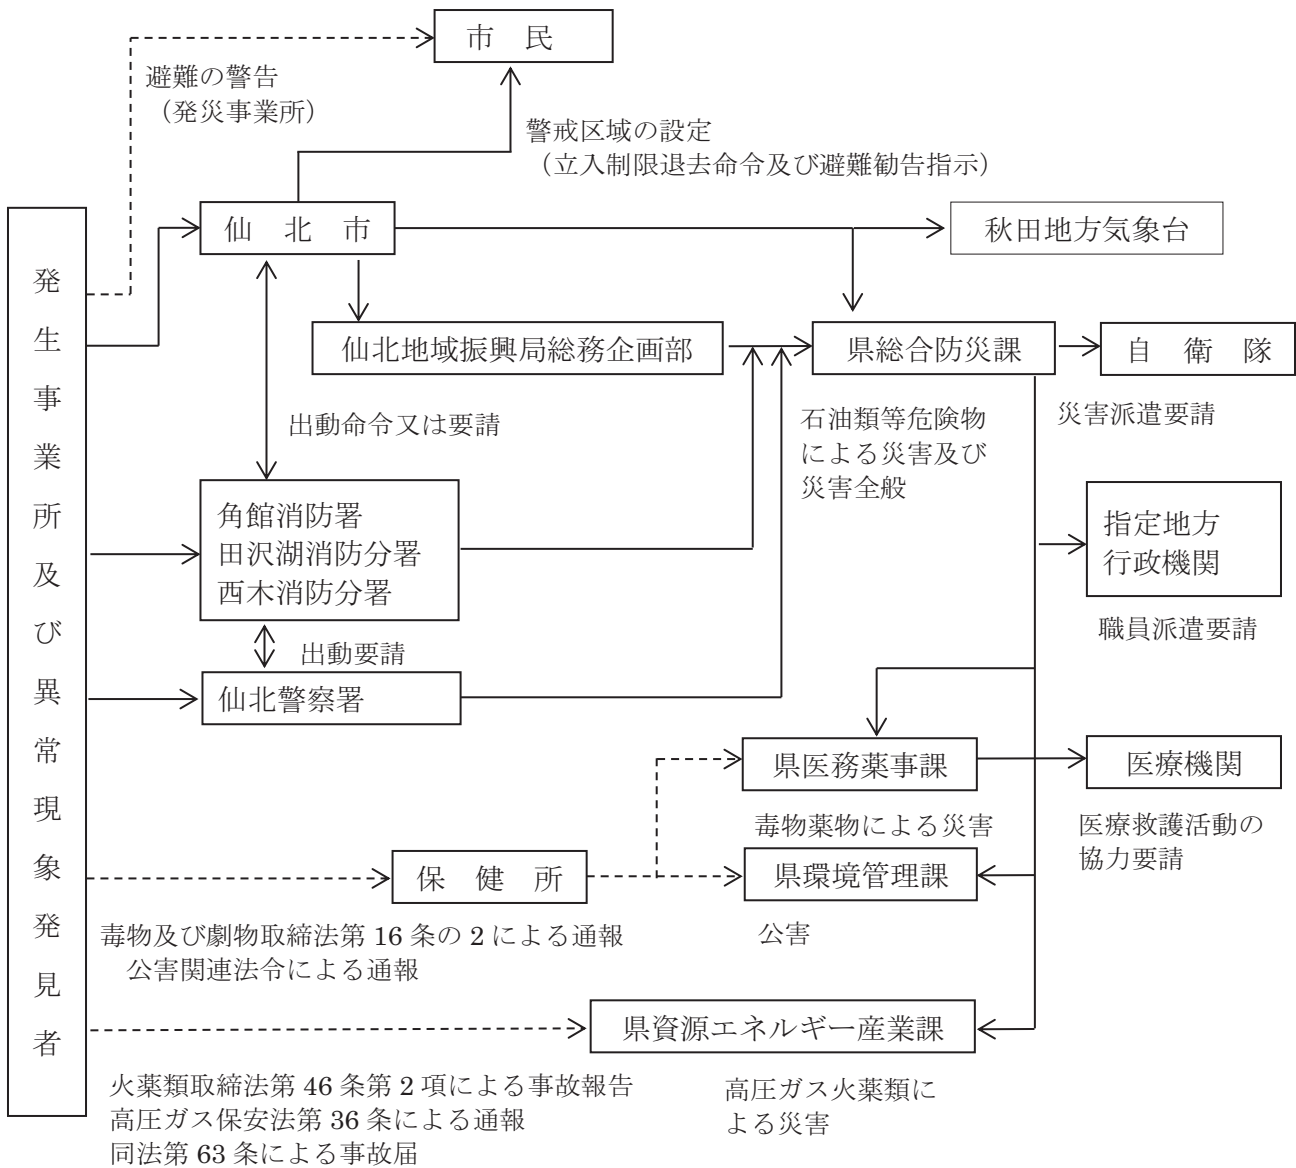 市　民
避難の警告
（発災事業所）
警戒区域の設定
（立入制限退去命令及び避難勧告指示）
発生事業所及び異常現象発見者
仙　北　市
秋田地方気象台
仙北地域振興局総務企画部
県総合防災課
自　衛　隊
出動命令又は要請
石油類等危険物
による災害及び
災害全般
災害派遣要請
角館消防署
田沢湖消防分署
西木消防分署
指定地方
行政機関
職員派遣要請
出動要請
仙北警察署
県医務薬事課
医療機関
毒物薬物による災害
医療救護活動の
協力要請
保　健　所
県環境管理課
毒物及び劇物取締法第 16 条の 2 による通報
公害関連法令による通報
公害
県資源エネルギー産業課
火薬類取締法第 46 条第 2 項による事故報告
高圧ガス保安法第 36 条による通報
同法第 63 条による事故届
高圧ガス火薬類に
よる災害